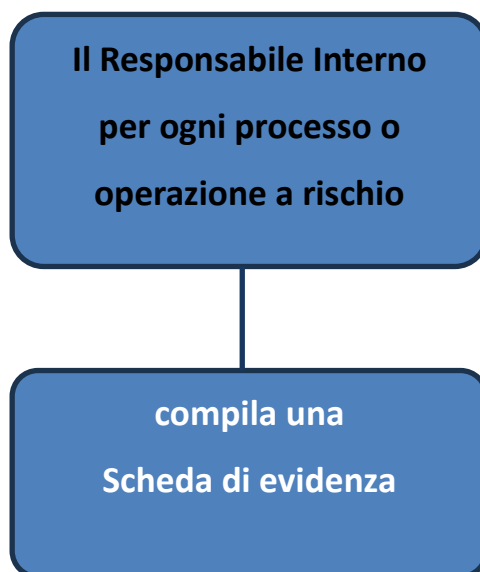 Il Responsabile Interno
per ogni processo o
operazione a rischio
compila una
Scheda di evidenza